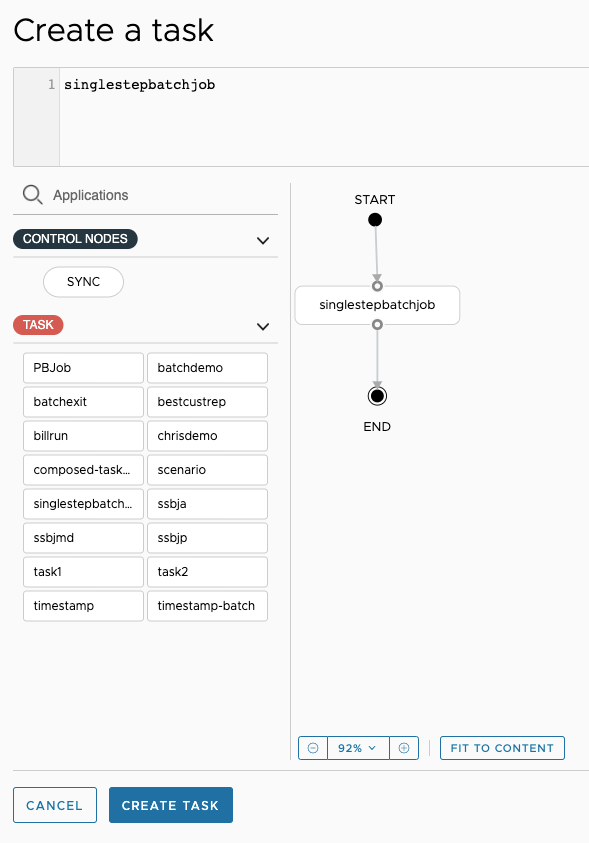 Create a task
1 singlestepbatchjob
Applications
CONTROL NODES
SYNC
TASK
PBJob batchdemo
batchexit bestcustrep
billrun chrisdemo
composed-task... scenario
singlestepbatch... ssbja
ssbjmd ssbjp
task1 task2
timestamp timestamp-batch
START
singlestepbatchjob
END
92%
FIT TO CONTENT
CANCEL
CREATE TASK